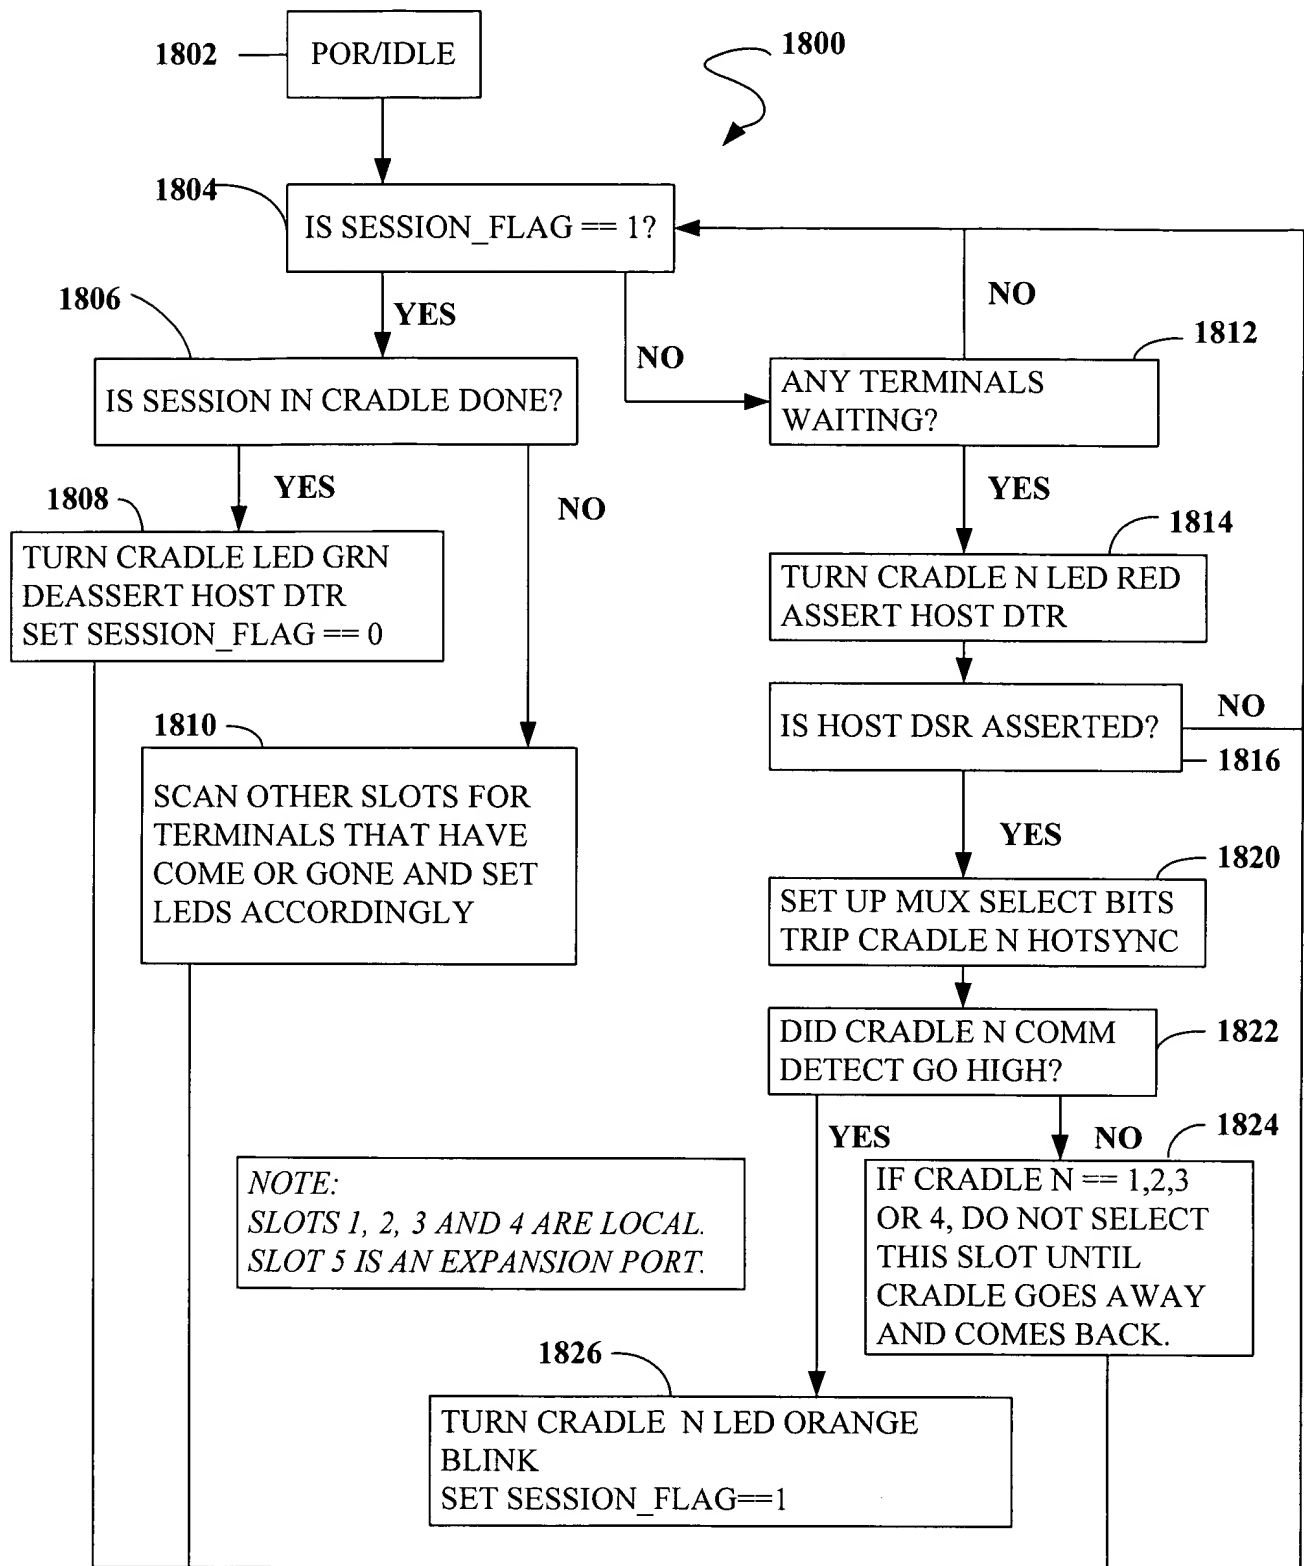 1802
POR/IDLE
1800
1804
IS SESSION_FLAG == 1?
1806
YES
NO
NO
1812
IS SESSION IN CRADLE DONE?
ANY TERMINALS
WAITING?
YES
NO
YES
1808
TURN CRADLE LED GRN
DEASSERT HOST DTR
SET SESSION_FLAG == 0
1814
TURN CRADLE N LED RED
ASSERT HOST DTR
IS HOST DSR ASSERTED?
NO
1816
1810
SCAN OTHER SLOTS FOR
TERMINALS THAT HAVE
COME OR GONE AND SET
LEDS ACCORDINGLY
YES
1820
SET UP MUX SELECT BITS
TRIP CRADLE N HOTSYNC
DID CRADLE N COMM
DETECT GO HIGH?
1822
YES
NO
1824
IF CRADLE N == 1,2,3
OR 4, DO NOT SELECT
THIS SLOT UNTIL
CRADLE GOES AWAY
AND COMES BACK.
NOTE:
SLOTS 1, 2, 3 AND 4 ARE LOCAL.
SLOT 5 IS AN EXPANSION PORT.
1826
TURN CRADLE N LED ORANGE
BLINK
SET SESSION_FLAG==1